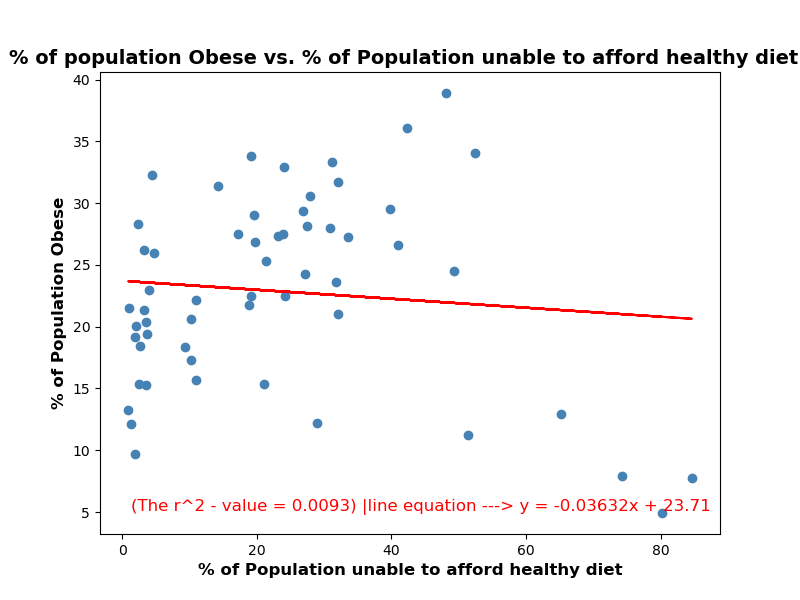 % of population Obese vs. % of Population unable to afford healthy diet
40
35
30
25
20
15
10
5
% of Population Obese
(The r^2 - value = 0.0093) |line equation ---> y = -0.03632x + 23.71
0 20 40 60 80
% of Population unable to afford healthy diet